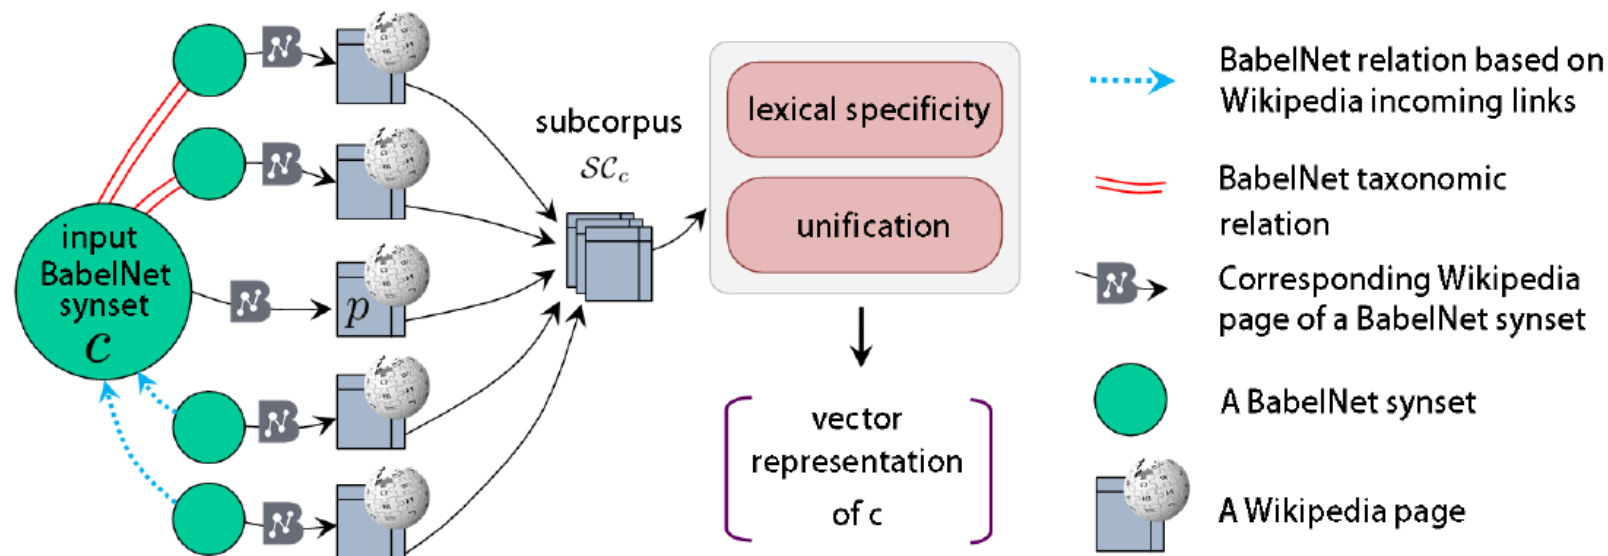 input
BabelNet
synset
c
p
subcorpus
SC_c
lexical specificity
unification
vector
representation
of c
BabelNet relation based on
Wikipedia incoming links
BabelNet taxonomic
relation
Corresponding Wikipedia
page of a BabelNet synset
A BabelNet synset
A Wikipedia page